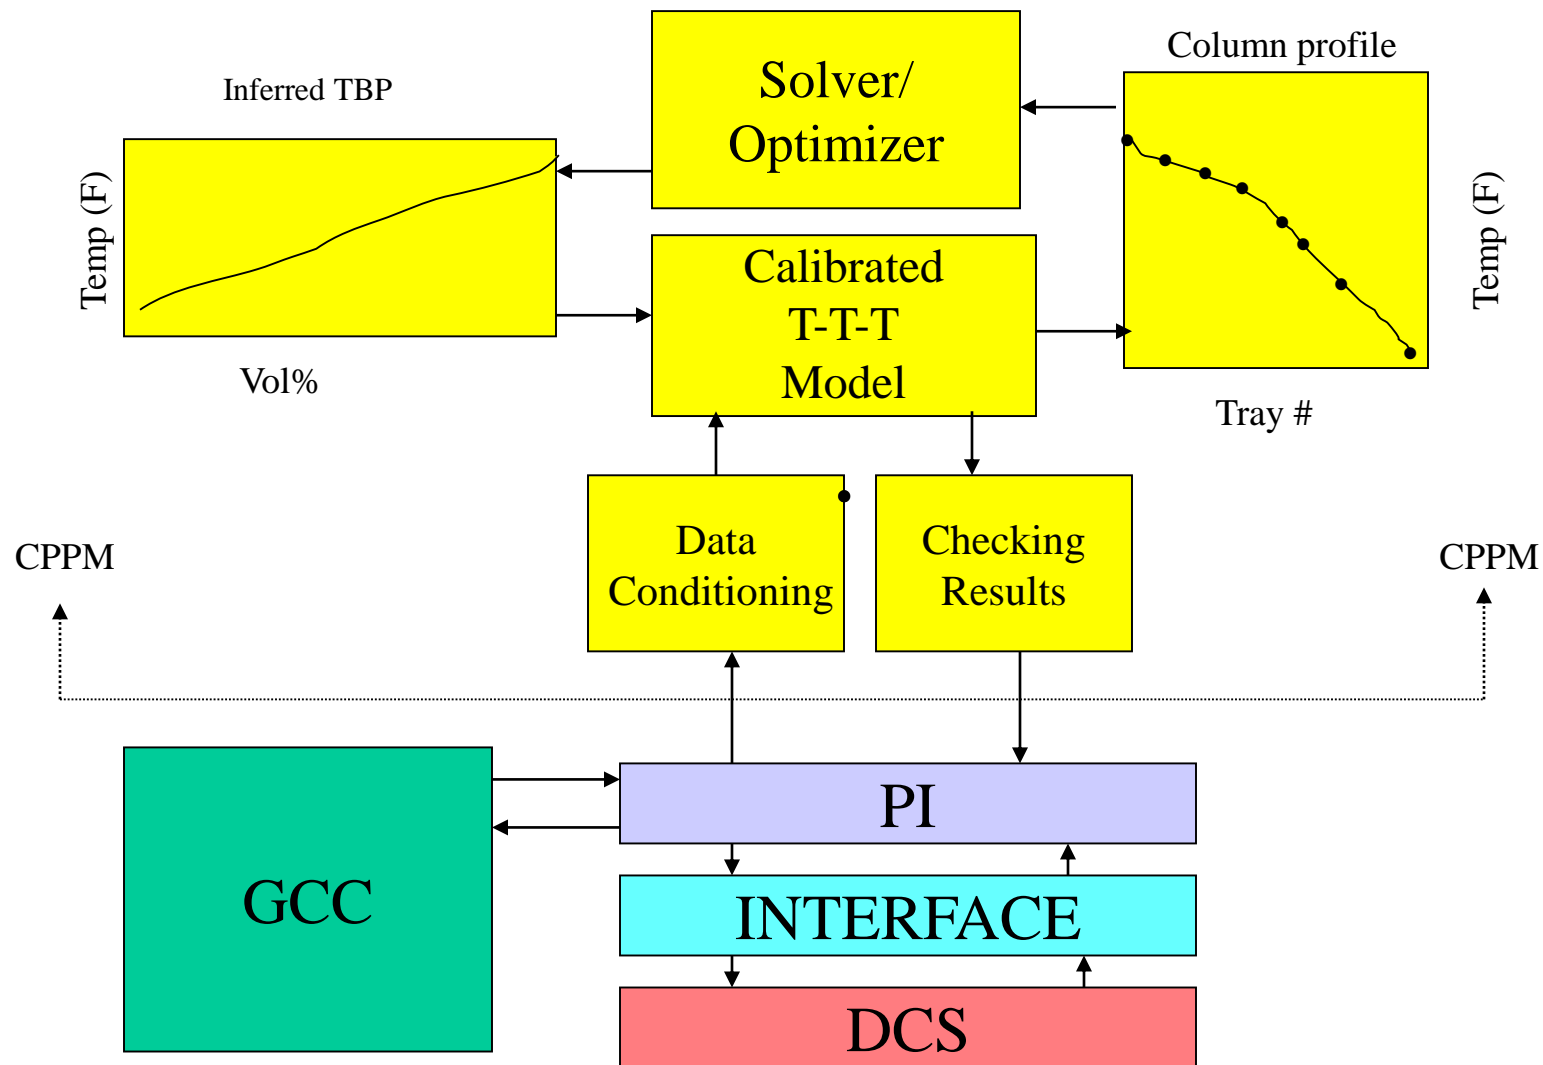 Column profile
Inferred TBP
Solver/
Optimizer
Temp (F)
Temp (F)
Calibrated
T-T-T
Model
Vol%
Tray #
Data
Conditioning
Checking
Results
CPPM
CPPM
PI
GCC
INTERFACE
DCS